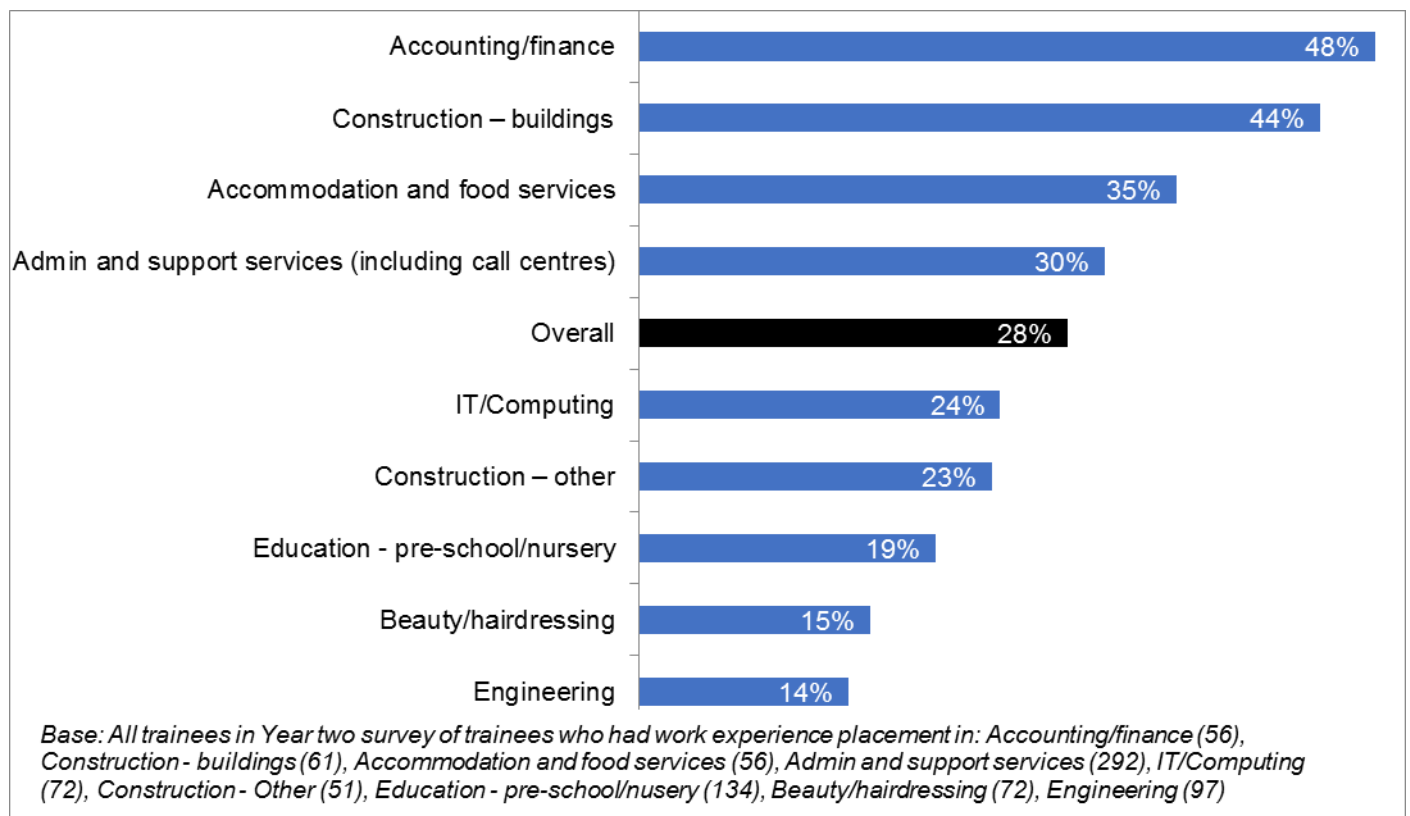 Accounting/finance 48%
Construction – buildings 44%
Accommodation and food services 35%
Admin and support services (including call centres) 30%
Overall 28%
IT/Computing 24%
Construction – other 23%
Education - pre-school/nursery 19%
Beauty/hairdressing 15%
Engineering 14%
Base: All trainees in Year two survey of trainees who had work experience placement in: Accounting/finance (56),
Construction - buildings (61), Accommodation and food services (56), Admin and support services (292), IT/Computing
(72), Construction - Other (51), Education - pre-school/nusery (134), Beauty/hairdressing (72), Engineering (97)